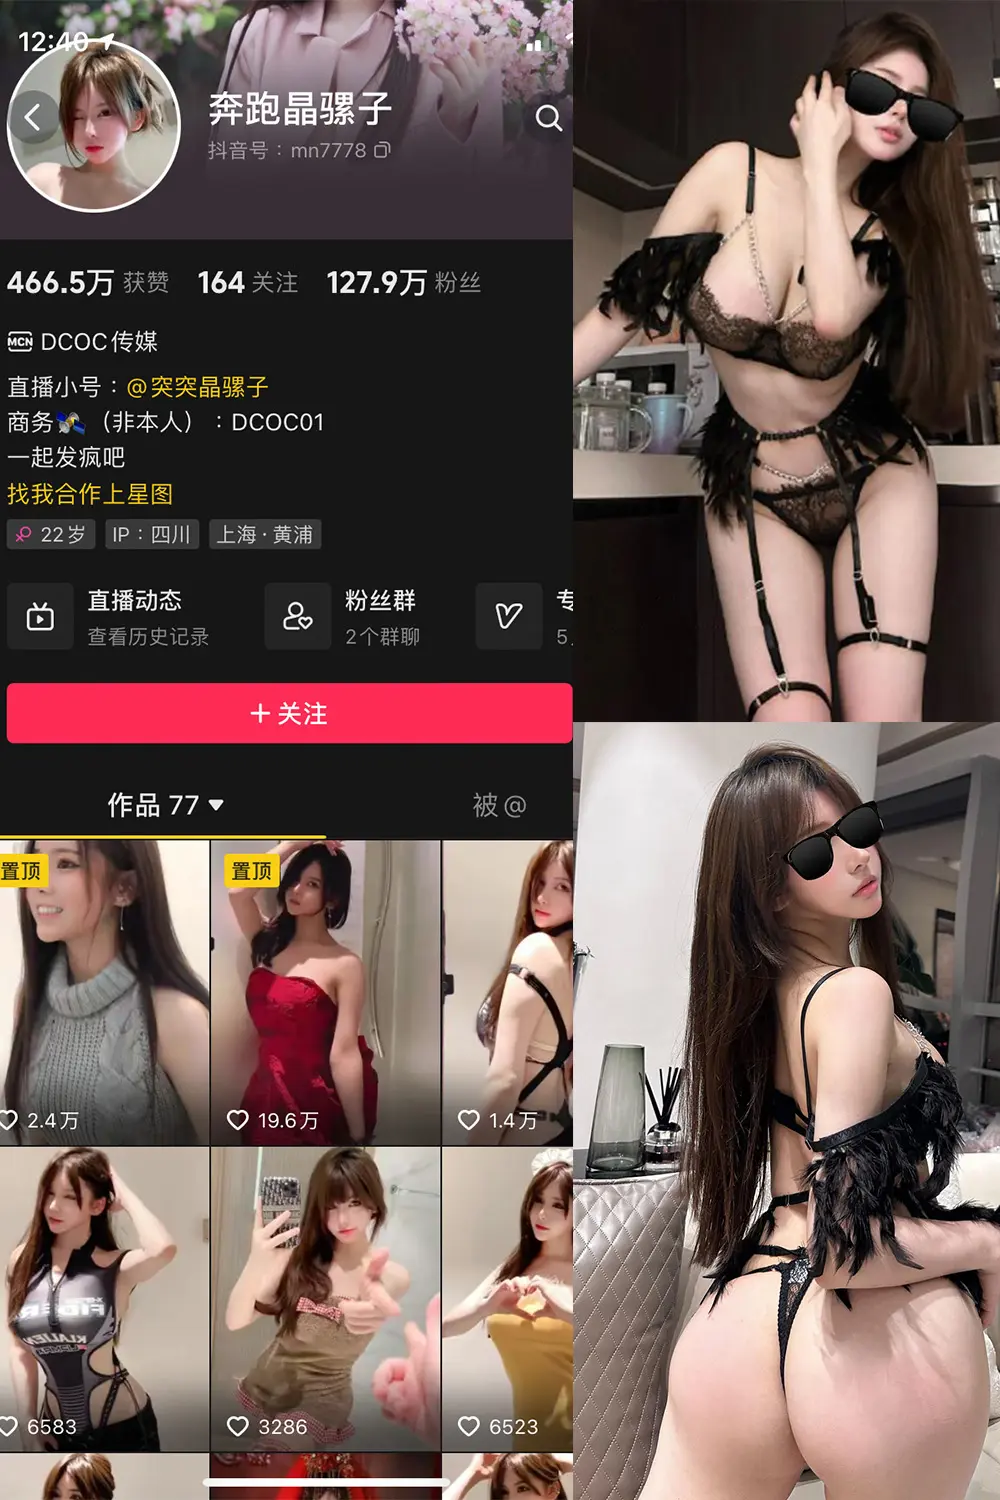 12:40
奔跑晶骡子
抖音号：mn7778
466.5万 获赞 164 关注 127.9万 粉丝
MCN DCOC传媒
直播小号：@突突晶骡子
商务（非本人）：DCOC01
一起发疯吧
找我合作上星图
22岁 IP：四川 上海·黄浦
直播动态 粉丝群 专
查看历史记录 2个群聊 5
+ 关注
作品 77 被@
置顶 置顶
2.4万 19.6万 1.4万
6583 3286 6523